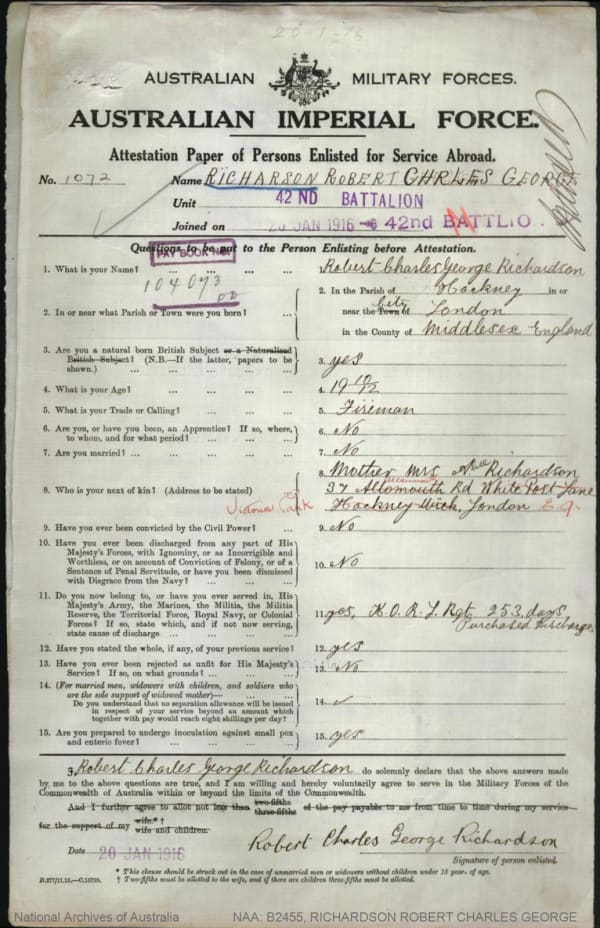 20-1-16
AUSTRALIAN MILITARY FORCES.
AUSTRALIAN IMPERIAL FORCE.
Attestation Paper of Persons Enlisted for Service Abroad.
No. 1072 Name RICHARSON ROBERT CHRLAS GEORGE
Unit 42 ND BATTALION
Joined on 20 JAN 1916 42nd BATTLIO
Questions to be put to the Person Enlisting before Attestation.
PAY BOOK No.
104073
1. What is your Name? ... ... ... 1. Robert Charles George Richardson
2. In or near what Parish or Town were you born? ... 2. In the Parish of Hackney in or
near the Town of City London
in the County of Middlesex England
3. Are you a natural born British Subject or a Naturalized
British Subject? (N.B.—If the latter, papers to be
shown.) ... ... ... ... 3. yes
4. What is your Age? ... ... ... ... 4. 19 10/12
5. What is your Trade or Calling? ... ... ... 5. Fireman
6. Are you, or have you been, an Apprentice? If so, where,
to whom, and for what period? ... ... ... 6. No
7. Are you married? ... ... ... ... 7. No
8. Who is your next of kin? (Address to be stated) ... 8. Mother Mrs Richardson
37 Allomouth Rd White Post Lane
Hackney Wick, London E.9.
Victoria Park
9. Have you ever been convicted by the Civil Power? ... 9. No
10. Have you ever been discharged from any part of His
Majesty's Forces, with Ignominy, or as Incorrigible and
Worthless, or on account of Conviction of Felony, or of a
Sentence of Penal Servitude, or have you been dismissed
with Disgrace from the Navy? ... ... ... 10. No
11. Do you now belong to, or have you ever served in, His
Majesty's Army, the Marines, the Militia, the Militia
Reserve, the Territorial Force, Royal Navy, or Colonial
Forces? If so, state which, and if not now serving,
state cause of discharge ... ... ... 11. yes, K.O.R.L. Rgt 253 days
Purchased Discharge
12. Have you stated the whole, if any, of your previous service? 12. yes
13. Have you ever been rejected as unfit for His Majesty's
Service? If so, on what grounds? ... ... 13. No
14. (For married men, widowers with children, and soldiers who
are the sole support of widowed mother)—
Do you understand that no separation allowance will be issued
in respect of your service beyond an amount which
together with pay would reach eight shillings per day? 14. ✓
15. Are you prepared to undergo inoculation against small pox
and enteric fever? ... ... ... ... 15. yes
I, Robert Charles George Richardson do solemnly declare that the above answers made
by me to the above questions are true, and I am willing and hereby voluntarily agree to serve in the Military Forces of the
Commonwealth of Australia within or beyond the limits of the Commonwealth.
And I further agree to allot not less than two-fifths three-fifths of the pay payable to me from time to time during my service
for the support of my wife.* † wife and children.
Robert Charles George Richardson
Date 20 JAN 1916 Signature of person enlisted.
* This clause should be struck out in the case of unmarried men or widowers without children under 18 years of age.
D.277/11.15.—C.15720. † Two-fifths must be allotted to the wife, and if there are children three-fifths must be allotted.
National Archives of Australia NAA: B2455, RICHARDSON ROBERT CHARLES GEORGE